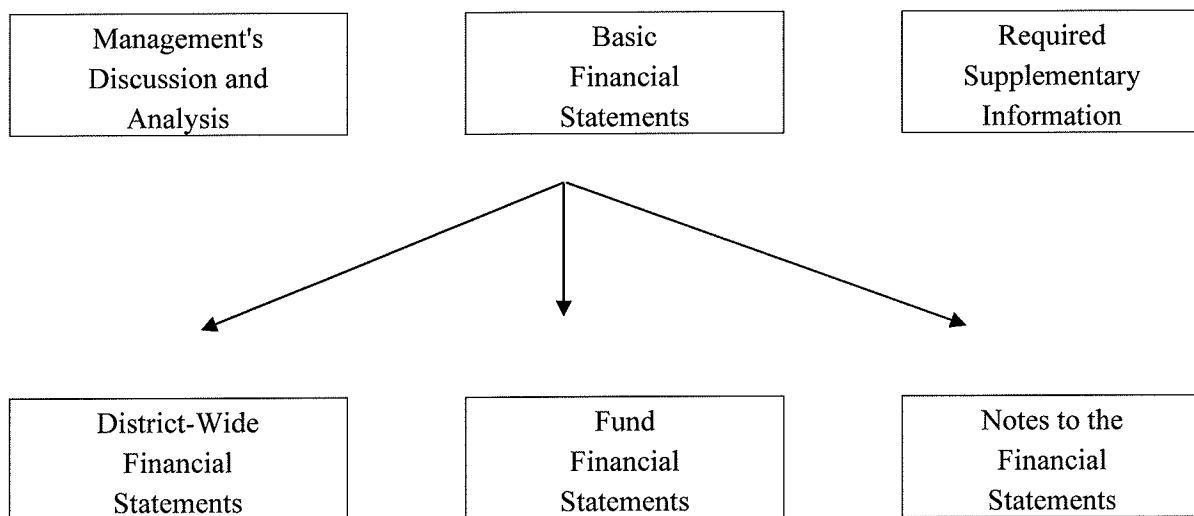 Management's
Discussion and
Analysis
Basic
Financial
Statements
Required
Supplementary
Information
District-Wide
Financial
Statements
Fund
Financial
Statements
Notes to the
Financial
Statements